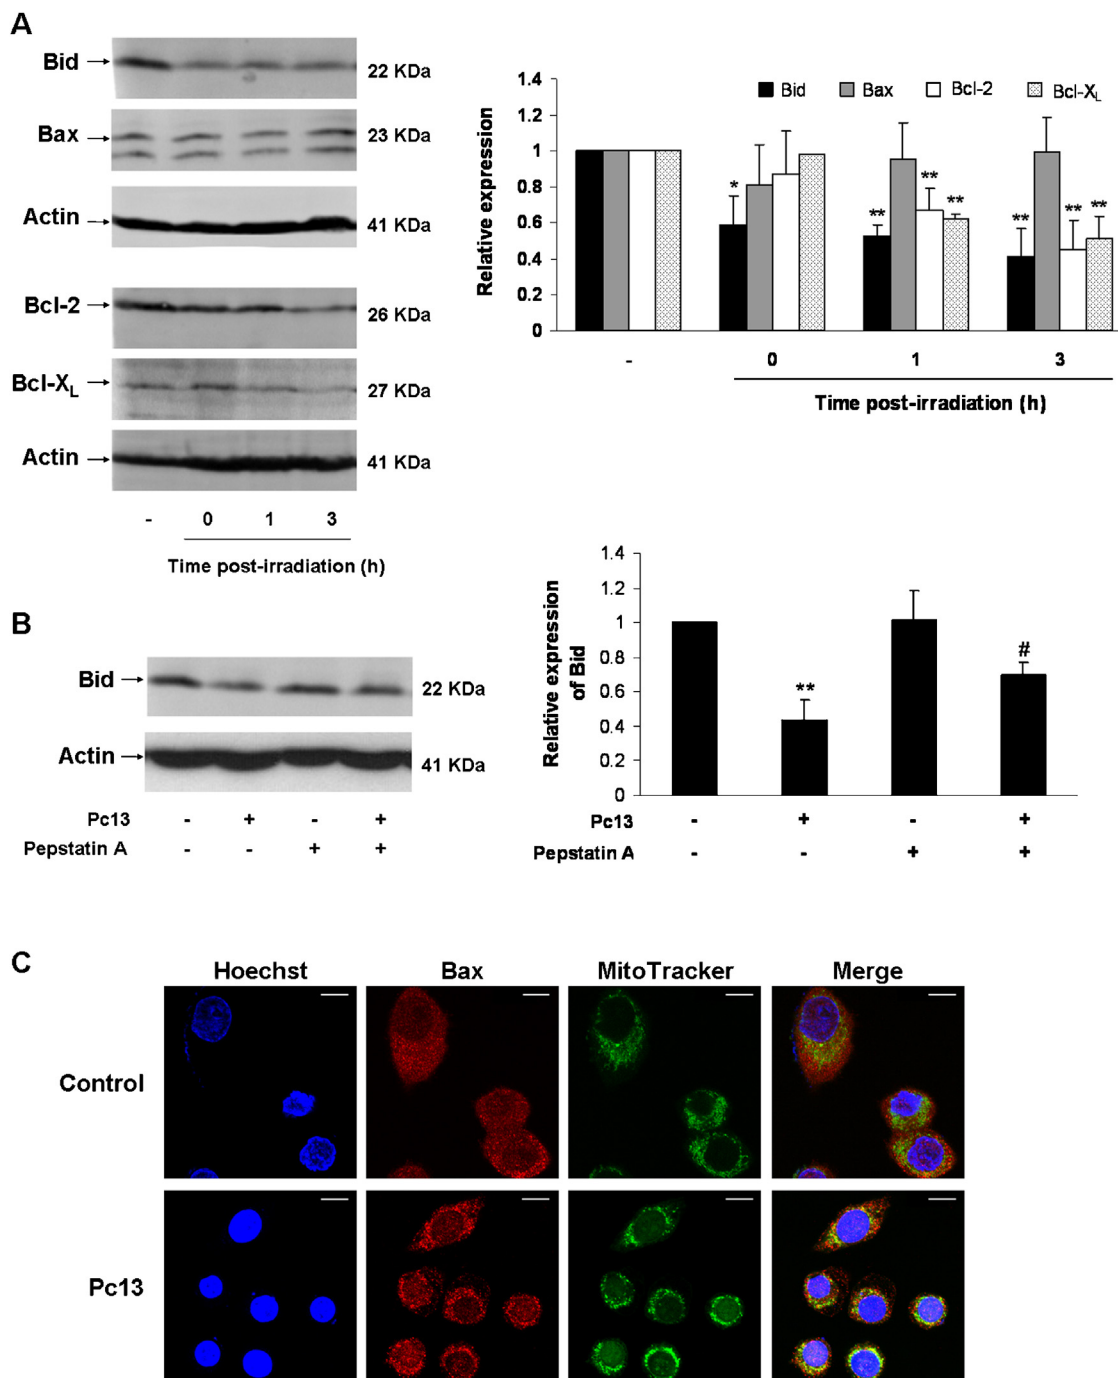 A
Bid
22 KDa
Bax
23 KDa
Actin
41 KDa
Bcl-2
26 KDa
Bcl-XL
27 KDa
Actin
41 KDa
- 0 1 3
Time post-irradiation (h)
1.4
1.2
1
0.8
0.6
0.4
0.2
0
Relative expression
Bid Bax Bcl-2 Bcl-XL
* ** ** ** ** ** **
- 0 1 3
Time post-irradiation (h)
B
Bid
22 KDa
Actin
41 KDa
Pc13 - + - +
Pepstatin A - - + +
1.4
1.2
1
0.8
0.6
0.4
0.2
0
Relative expression
of Bid
** #
Pc13 - + - +
Pepstatin A - - + +
C
Hoechst Bax MitoTracker Merge
Control
Pc13